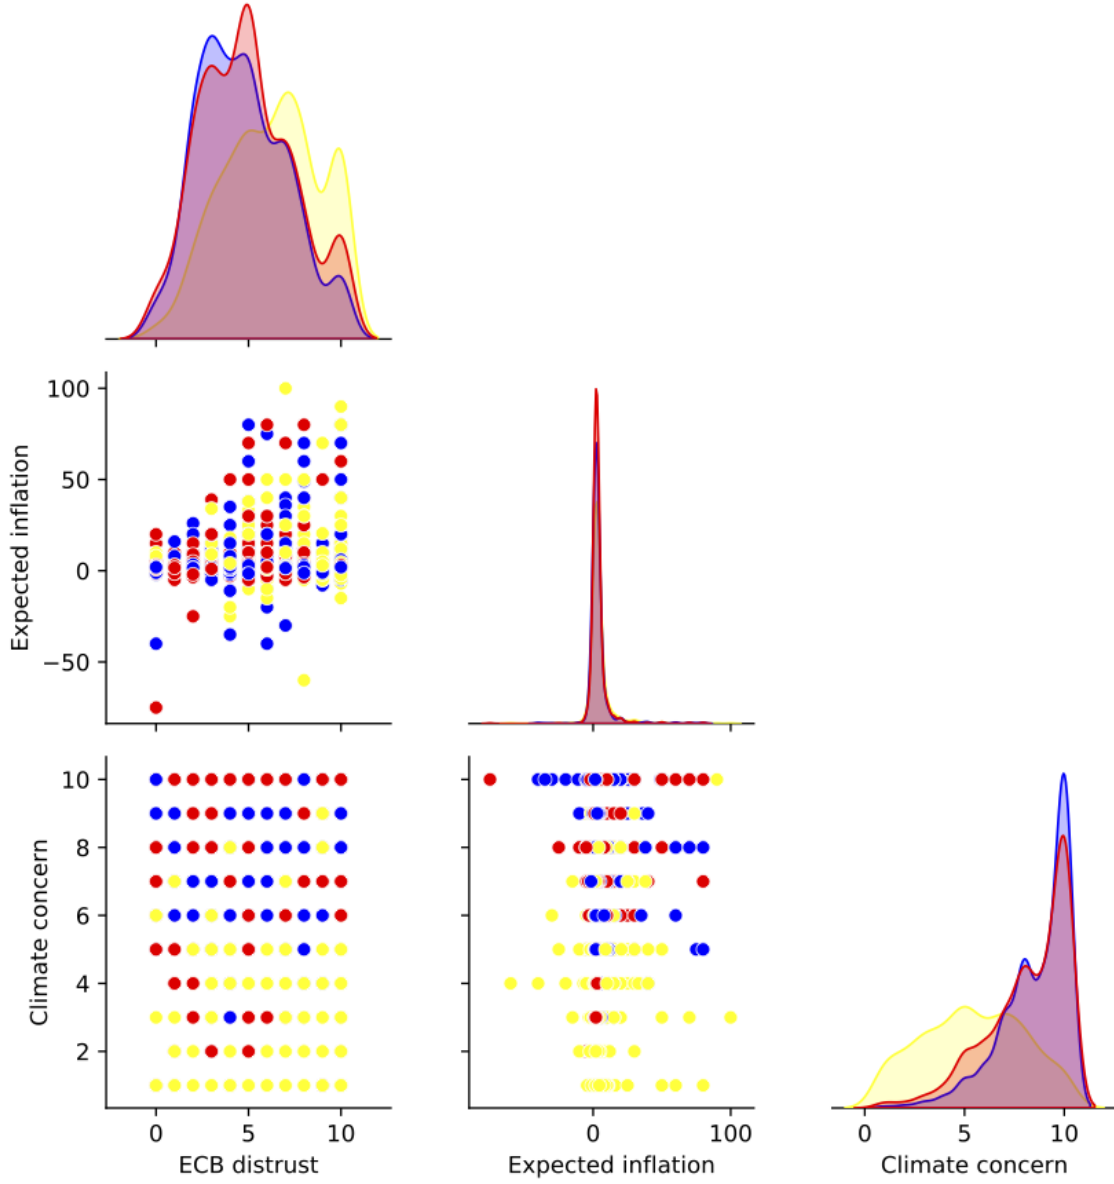 Expected inflation
100
50
0
−50
Climate concern
10
8
6
4
2
0 5 10
ECB distrust
0 100
Expected inflation
0 5 10
Climate concern